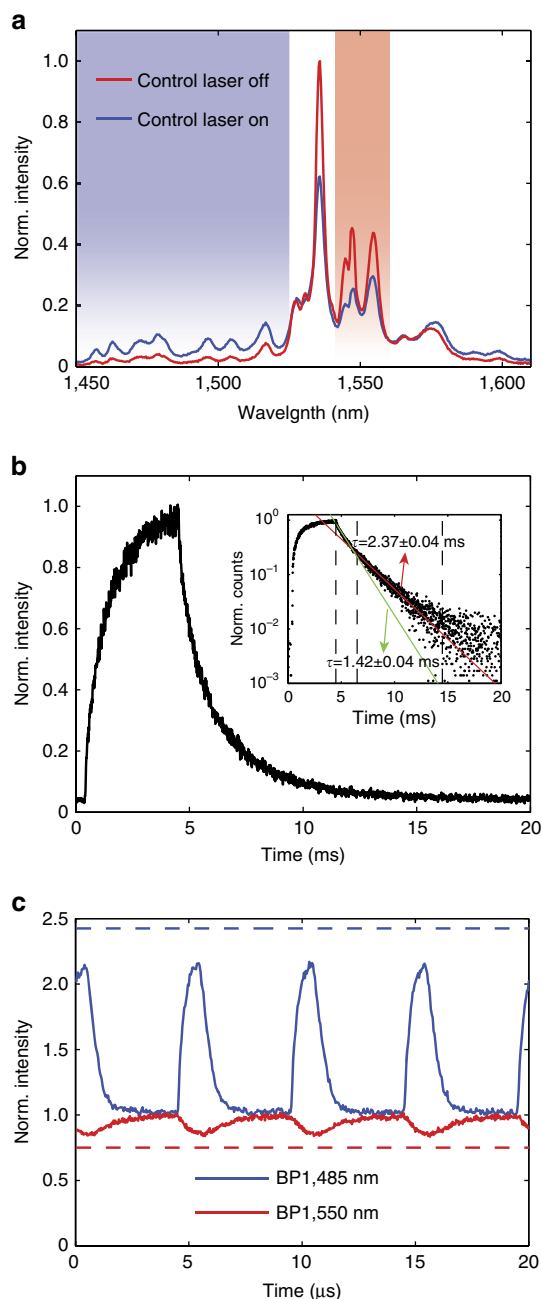 a
Norm. intensity
1.0
0.8
0.6
0.4
0.2
0
Control laser off
Control laser on
1,450
1,500
1,550
1,600
Wavelgnth (nm)
b
Norm. intensity
1.0
0.8
0.6
0.4
0.2
0
Norm. counts
10⁰
10⁻¹
10⁻²
10⁻³
τ=2.37±0.04 ms
τ=1.42±0.04 ms
0
5
10
15
20
Time (ms)
0
5
10
15
20
Time (ms)
c
Norm. intensity
2.5
2.0
1.5
1.0
0.5
0
BP1,485 nm
BP1,550 nm
0
5
10
15
20
Time (μs)